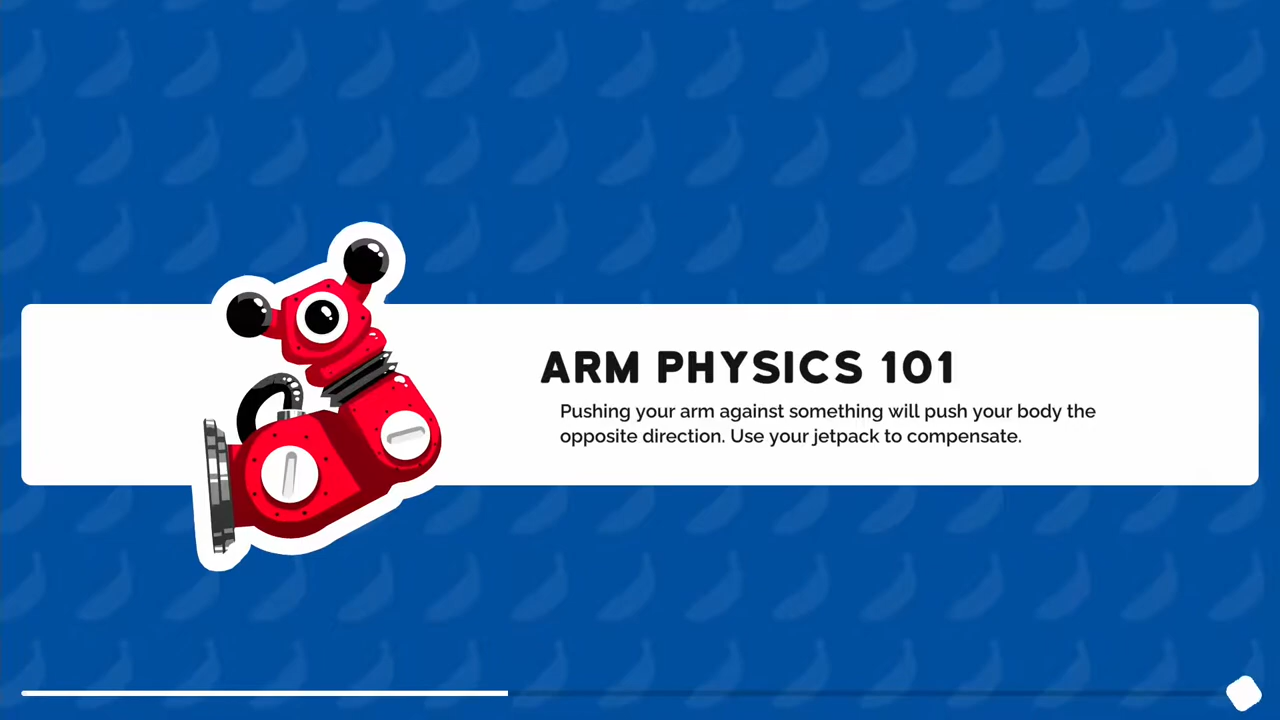 ARM PHYSICS 101
Pushing your arm against something will push your body the
opposite direction. Use your jetpack to compensate.